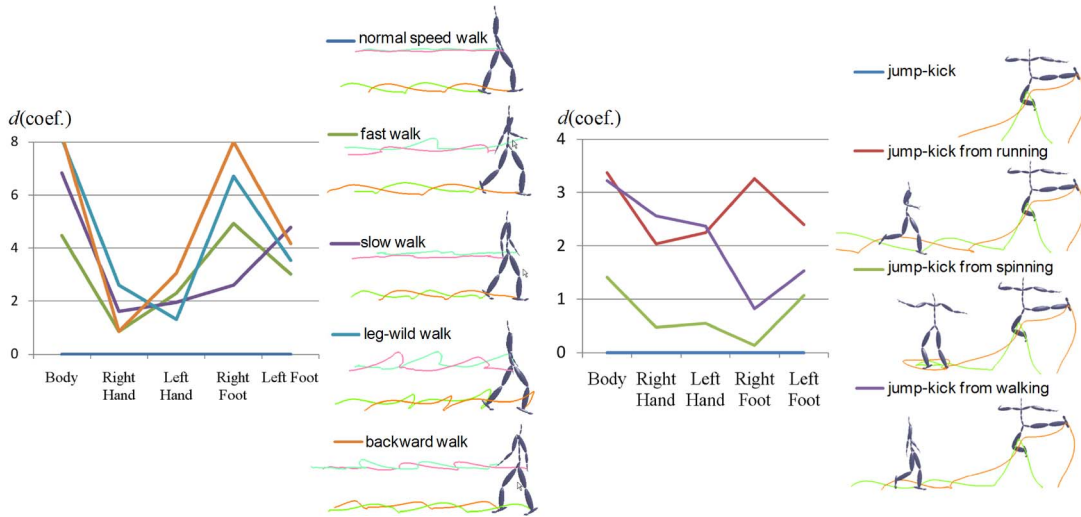 d(coef.)
8
6
4
2
0
Body
Right
Hand
Left
Hand
Right
Foot
Left Foot
normal speed walk
fast walk
slow walk
leg-wild walk
backward walk
d(coef.)
4
3
2
1
0
Body
Right
Hand
Left
Hand
Right Foot
Left
Foot
jump-kick
jump-kick from running
jump-kick from spinning
jump-kick from walking